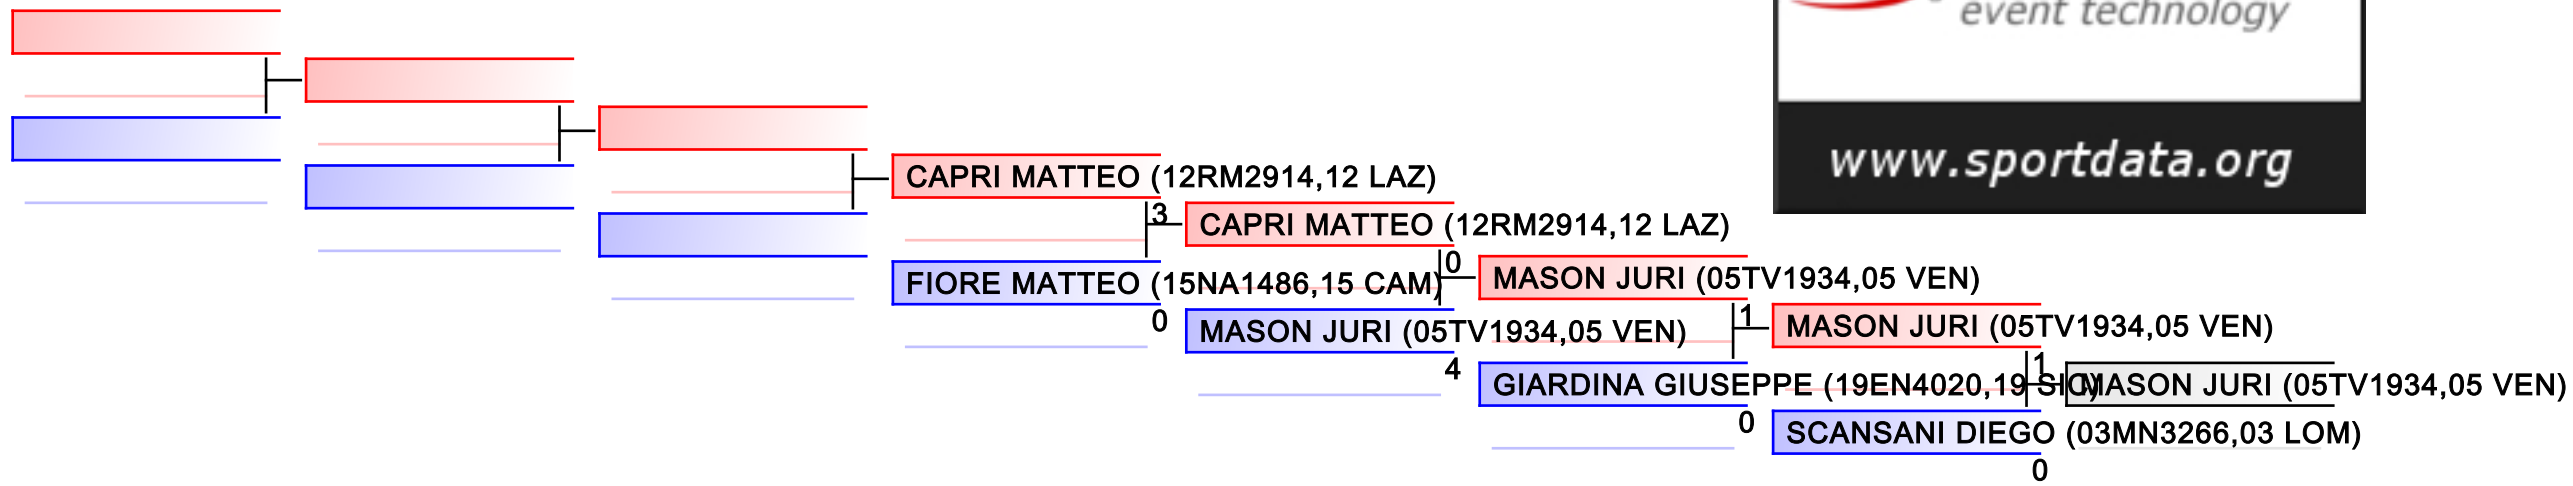 event technology
www.sportdata.org
CAPRI MATTEO (12RM2914,12 LAZ)
3
CAPRI MATTEO (12RM2914,12 LAZ)
0
FIORE MATTEO (15NA1486,15 CAM)
0
MASON JURI (05TV1934,05 VEN)
1
MASON JURI (05TV1934,05 VEN)
4
MASON JURI (05TV1934,05 VEN)
1
GIARDINA GIUSEPPE (19EN4020,19 SIC)
0
MASON JURI (05TV1934,05 VEN)
SCANSANI DIEGO (03MN3266,03 LOM)
0